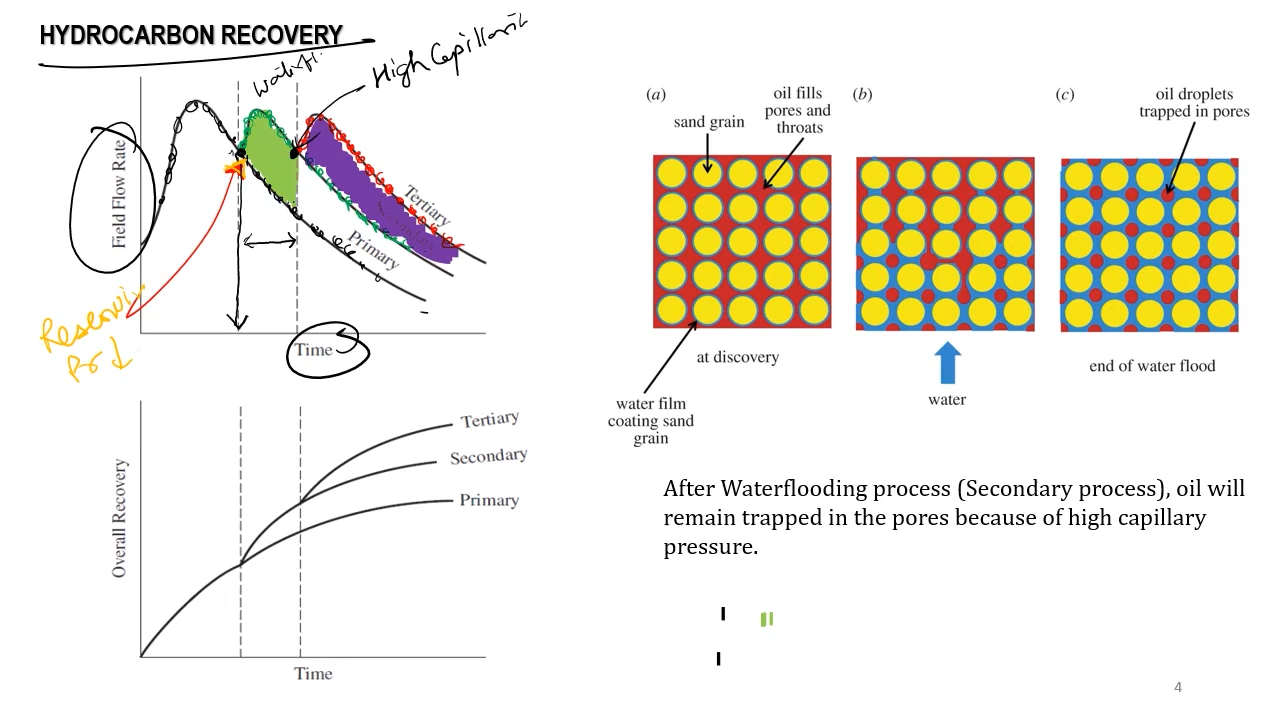 HYDROCARBON RECOVERY
High Capillarit
Field Flow Rate
Tertiary
Primary
Reservoir
Pr ↓
Time
Overall Recovery
Tertiary
Secondary
Primary
Time
(a)
sand grain
oil fills
pores and
throats
(b)
(c)
oil droplets
trapped in pores
at discovery
water film
coating sand
grain
water
end of water flood
After Waterflooding process (Secondary process), oil will
remain trapped in the pores because of high capillary
pressure.
4